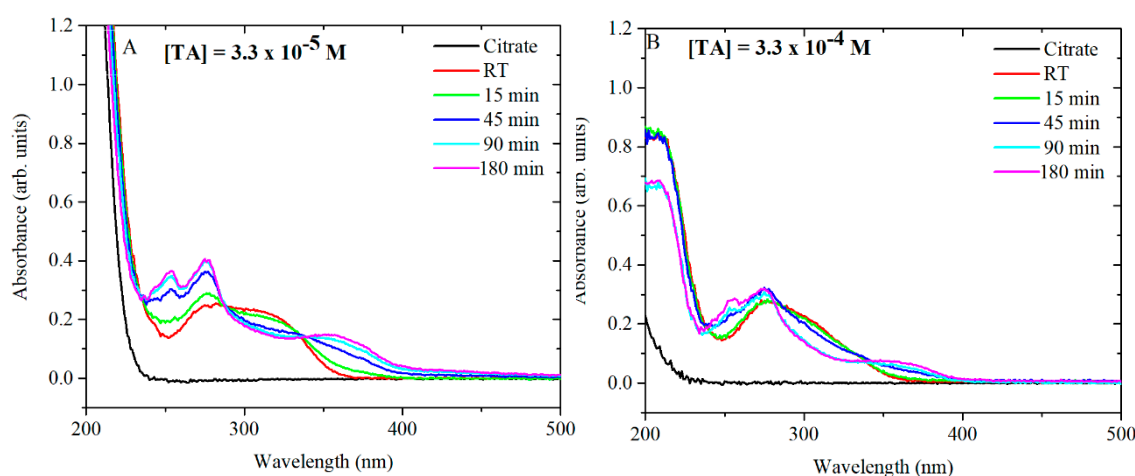 A
[TA] = 3.3 x 10-5 M
Citrate
RT
15 min
45 min
90 min
180 min
Absorbance (arb. units)
1.2
1.0
0.8
0.6
0.4
0.2
0.0
200
300
400
500
Wavelength (nm)
B
[TA] = 3.3 x 10-4 M
Citrate
RT
15 min
45 min
90 min
180 min
Absorbance (arb. units)
1.2
1.0
0.8
0.6
0.4
0.2
0.0
200
300
400
500
Wavelength (nm)